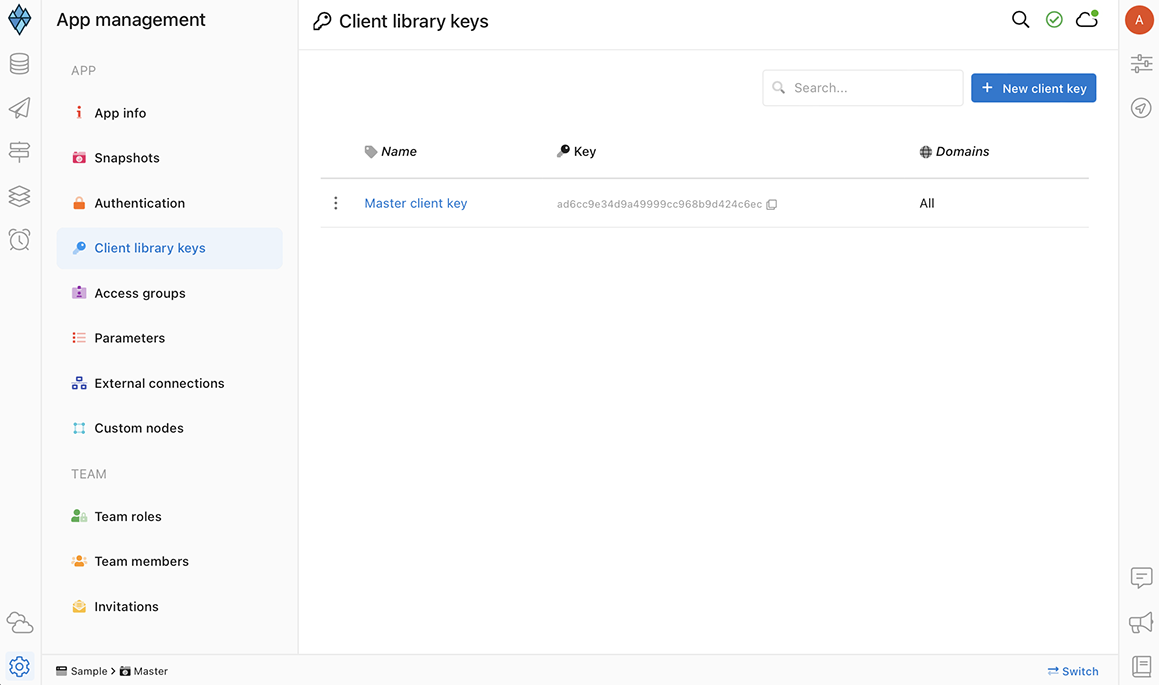 App management
Client library keys
A
APP
App info
Snapshots
Authentication
Client library keys
Access groups
Parameters
External connections
Custom nodes
TEAM
Team roles
Team members
Invitations
Search...
+ New client key
Name Key Domains
Master client key ad6cc9e34d9a49999cc968b9d424c6ec All
Sample > Master
Switch